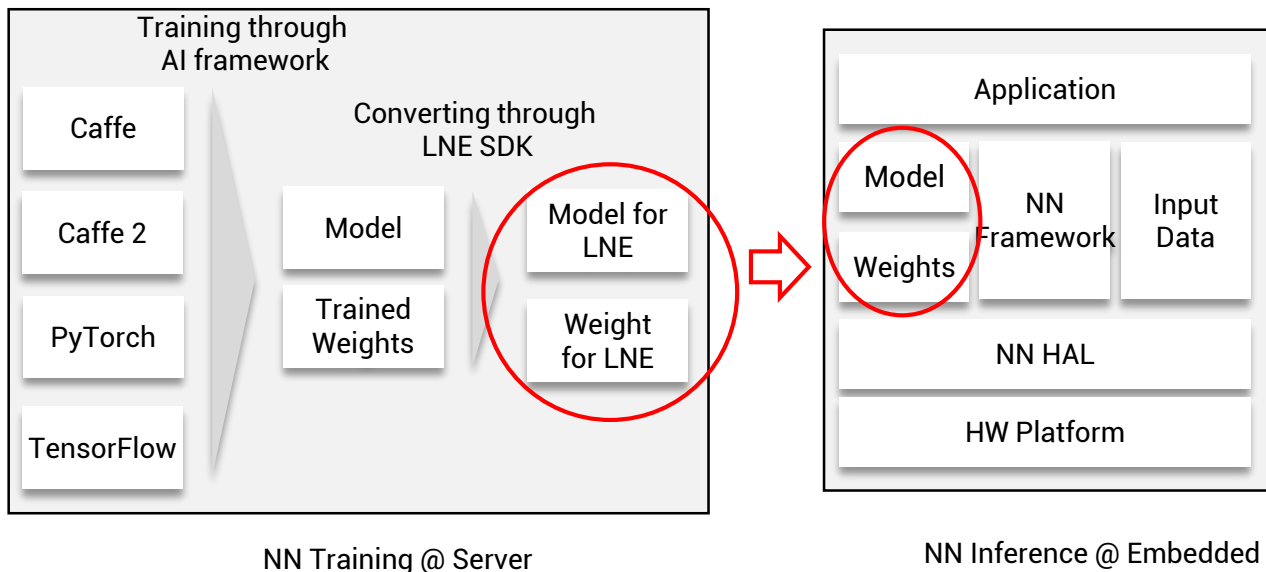 Training through
AI framework
Caffe
Caffe 2
PyTorch
TensorFlow
Converting through
LNE SDK
Model
Trained
Weights
Model for
LNE
Weight
for LNE
NN Training @ Server
Application
Model
Weights
NN
Framework
Input
Data
NN HAL
HW Platform
NN Inference @ Embedded